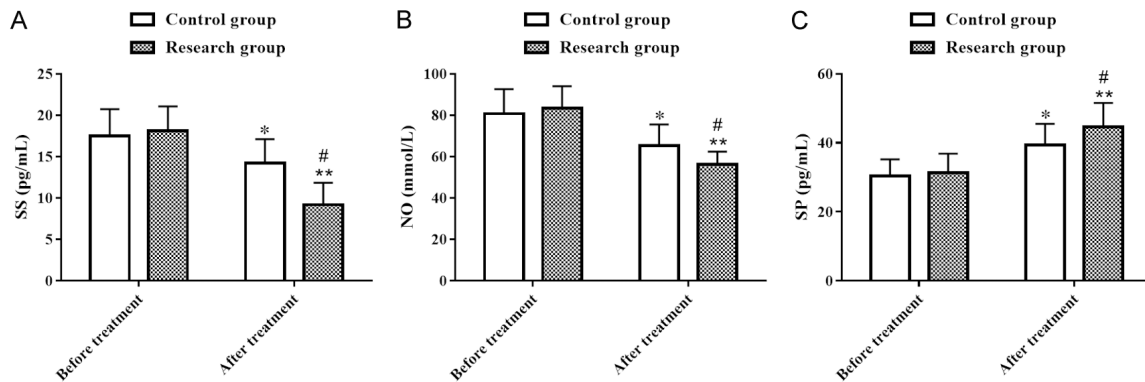 A
Control group
Research group
SS (pg/mL)
25
20
15
10
5
0
*
#
**
Before treatment
After treatment
B
Control group
Research group
NO (mmol/L)
100
80
60
40
20
0
*
#
**
Before treatment
After treatment
C
Control group
Research group
SP (pg/mL)
60
40
20
0
*
#
**
Before treatment
After treatment